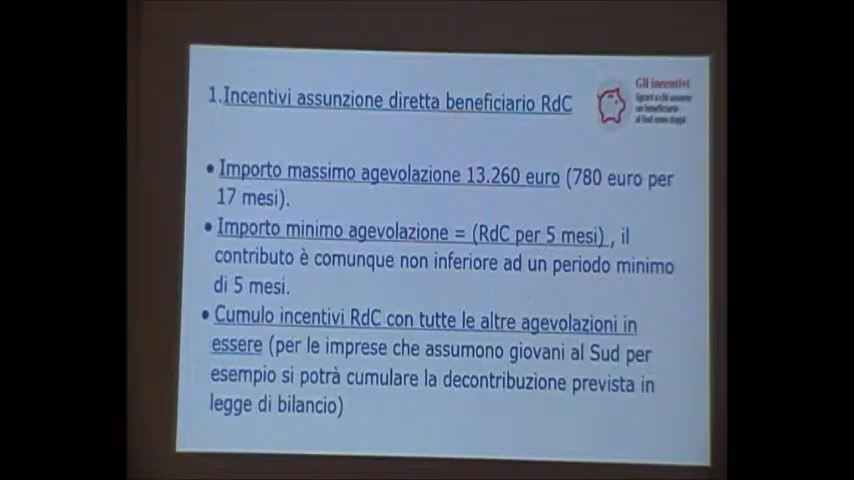 1.Incentivi assunzione diretta beneficiario RdC
Gli incentivi
un beneficiario
• Importo massimo agevolazione 13.260 euro (780 euro per
17 mesi).
• Importo minimo agevolazione = (RdC per 5 mesi) , il
contributo è comunque non inferiore ad un periodo minimo
di 5 mesi.
• Cumulo incentivi RdC con tutte le altre agevolazioni in
essere (per le imprese che assumono giovani al Sud per
esempio si potrà cumulare la decontribuzione prevista in
legge di bilancio)